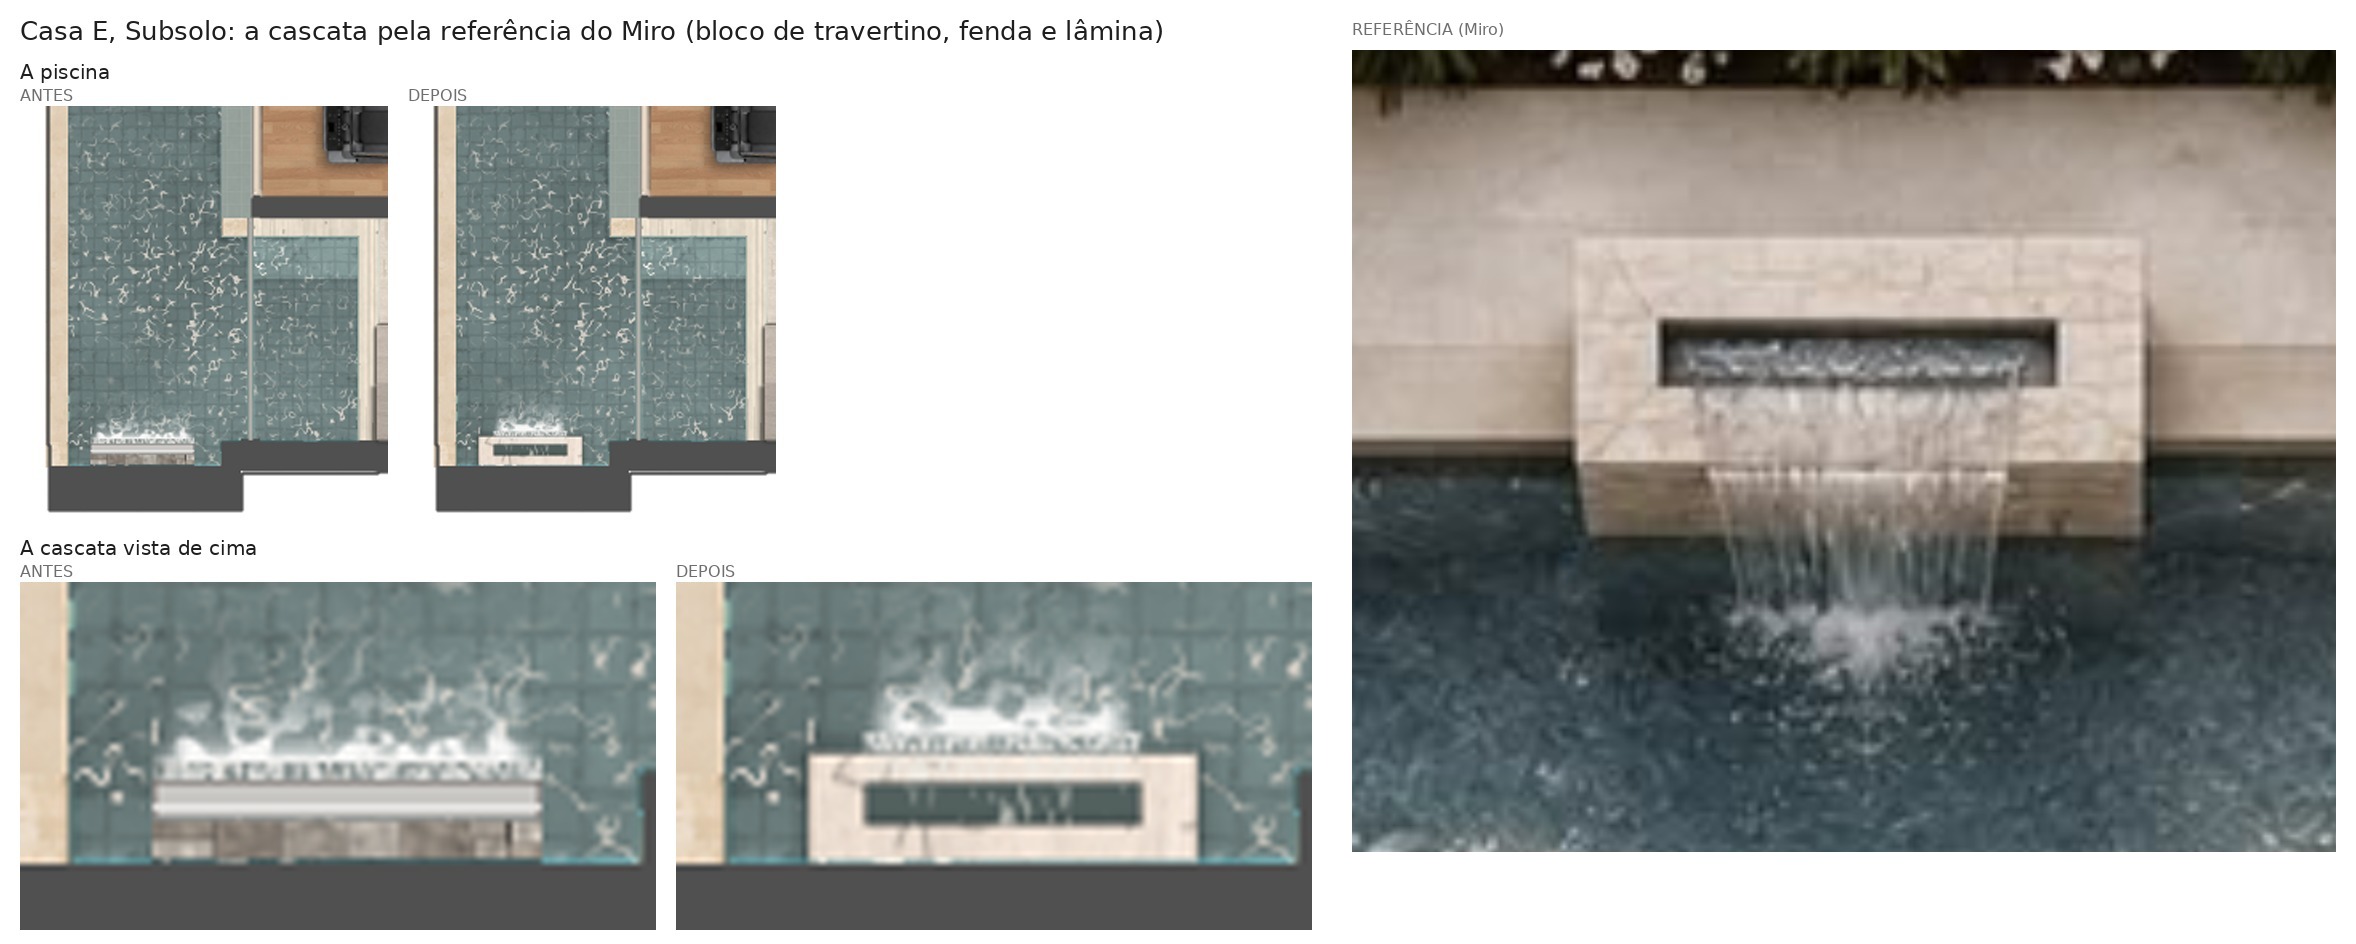 Casa E, Subsolo: a cascata pela referência do Miro (bloco de travertino, fenda e lâmina)
REFERÊNCIA (Miro)
A piscina
ANTES
DEPOIS
A cascata vista de cima
ANTES
DEPOIS